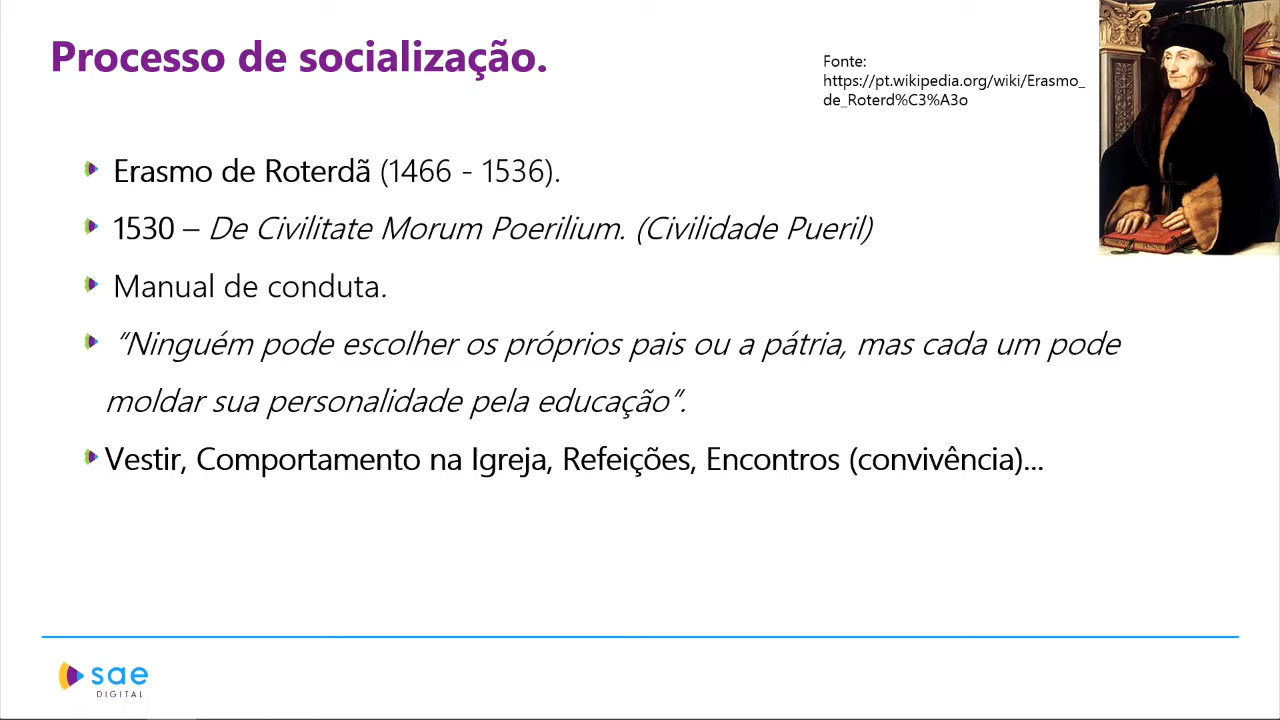 Processo de socialização.
Fonte:
https://pt.wikipedia.org/wiki/Erasmo_
de_Roterd%C3%A3o
Erasmo de Roterdã (1466 - 1536).
1530 – De Civilitate Morum Poerilium. (Civilidade Pueril)
Manual de conduta.
“Ninguém pode escolher os próprios pais ou a pátria, mas cada um pode
moldar sua personalidade pela educação”.
Vestir, Comportamento na Igreja, Refeições, Encontros (convivência)...
sae
DIGITAL